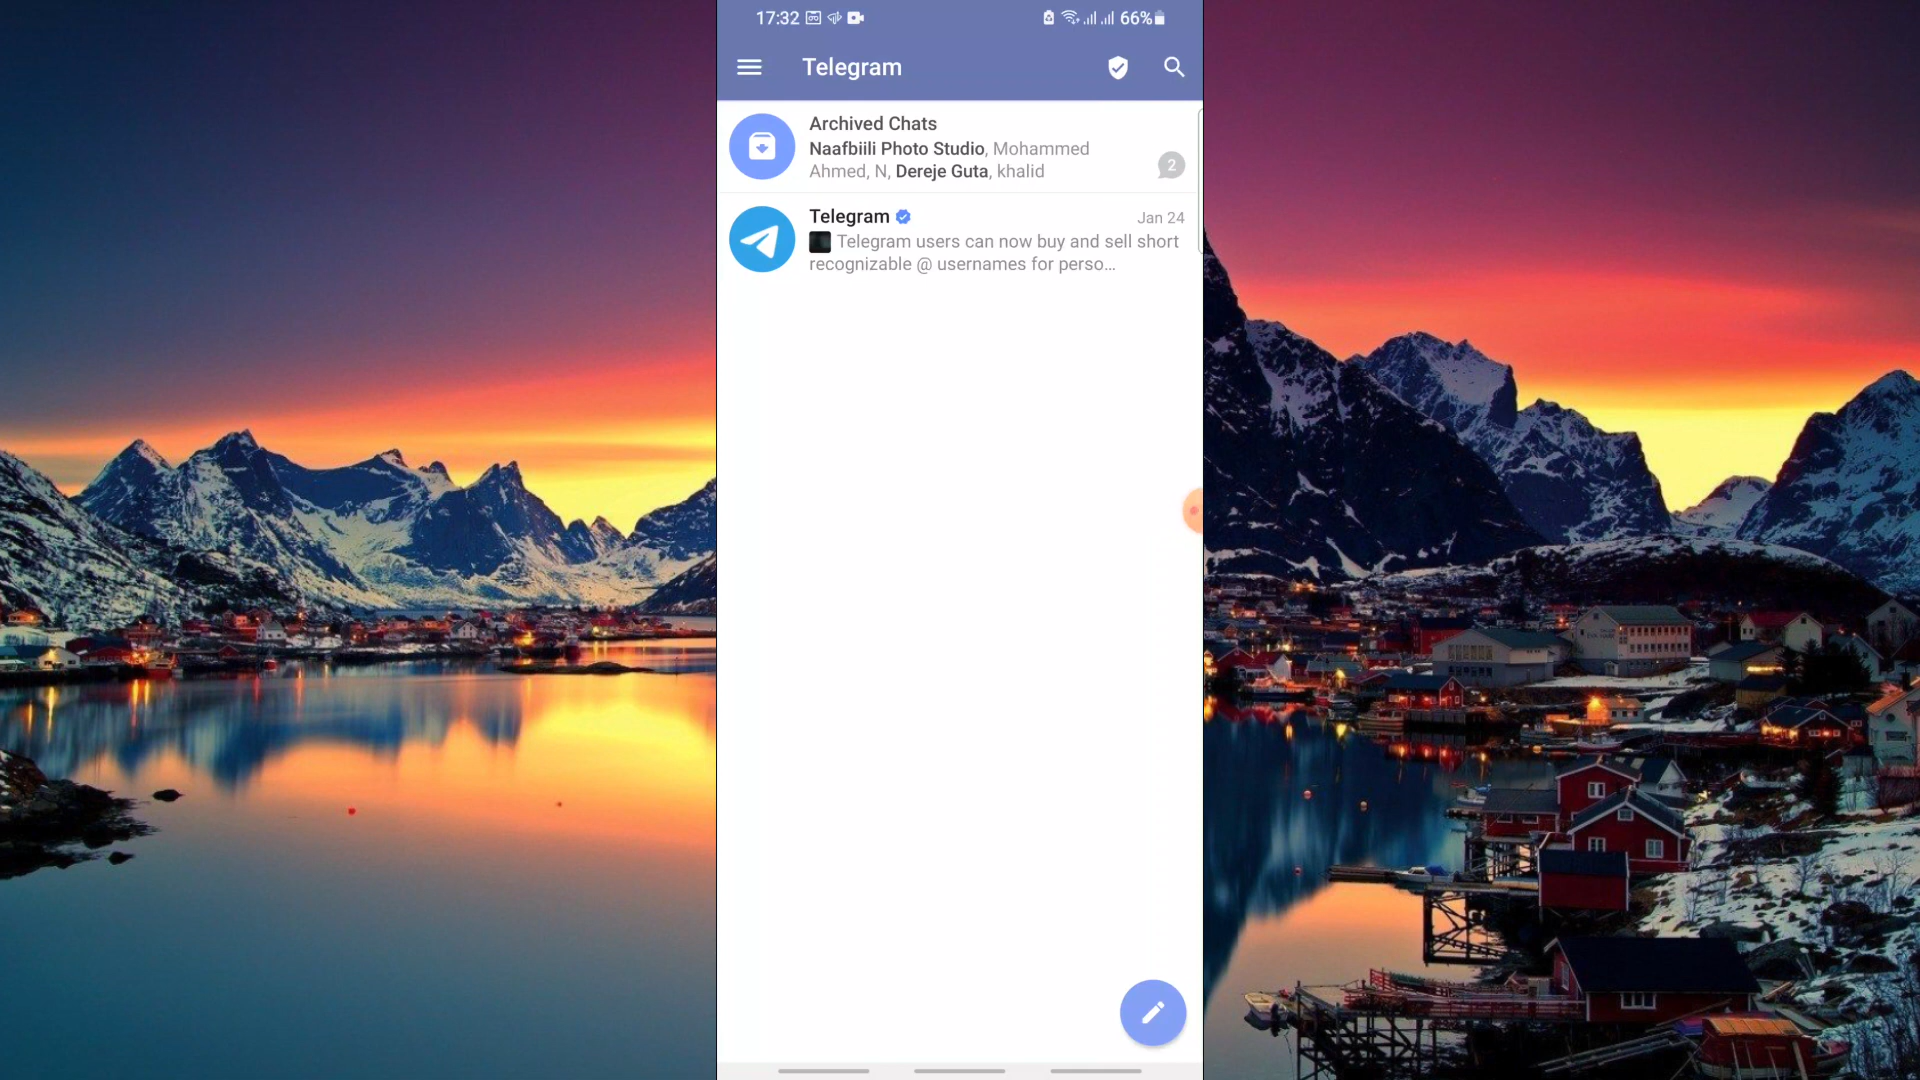 17:32
66%
Telegram
Archived Chats
Naafbiili Photo Studio, Mohammed
Ahmed, N, Dereje Guta, khalid
2
Telegram
Jan 24
Telegram users can now buy and sell short
recognizable @ usernames for perso...